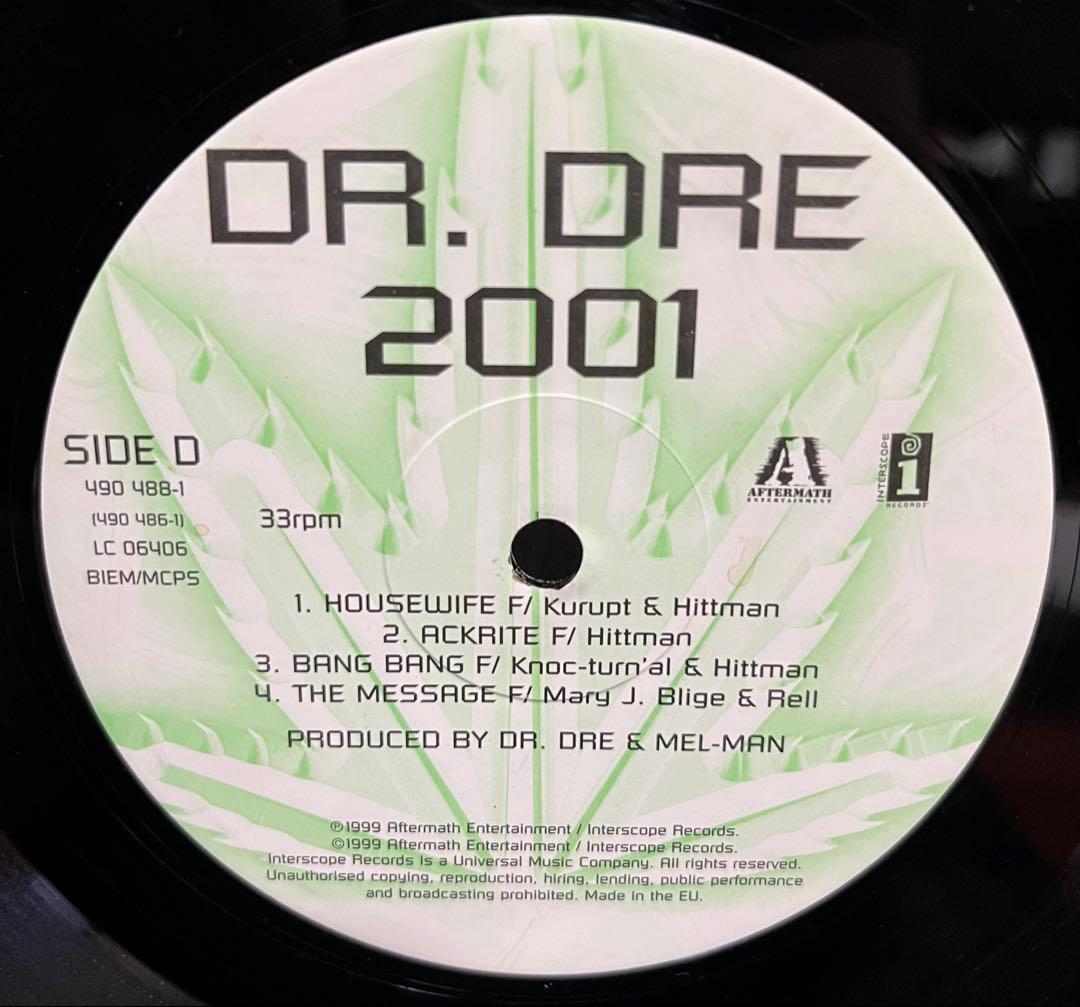 DR. DRE
2001
SIDE D
490 488-1
(490 486-1)
LC 06406
BIEM/MCPS
33rpm
A
AFTERMATH
ENTERTAINMENT
INTERSCOPE
i
RECORDS
1. HOUSEWIFE F/ Kurupt & Hittman
2. ACKRITE F/ Hittman
3. BANG BANG F/ Knoc-turn'al & Hittman
4. THE MESSAGE F/ Mary J. Blige & Rell
PRODUCED BY DR. DRE & MEL-MAN
℗1999 Aftermath Entertainment / Interscope Records.
©1999 Aftermath Entertainment / Interscope Records.
Interscope Records is a Universal Music Company. All rights reserved.
Unauthorised copying, reproduction, hiring, lending, public performance
and broadcasting prohibited. Made in the EU.